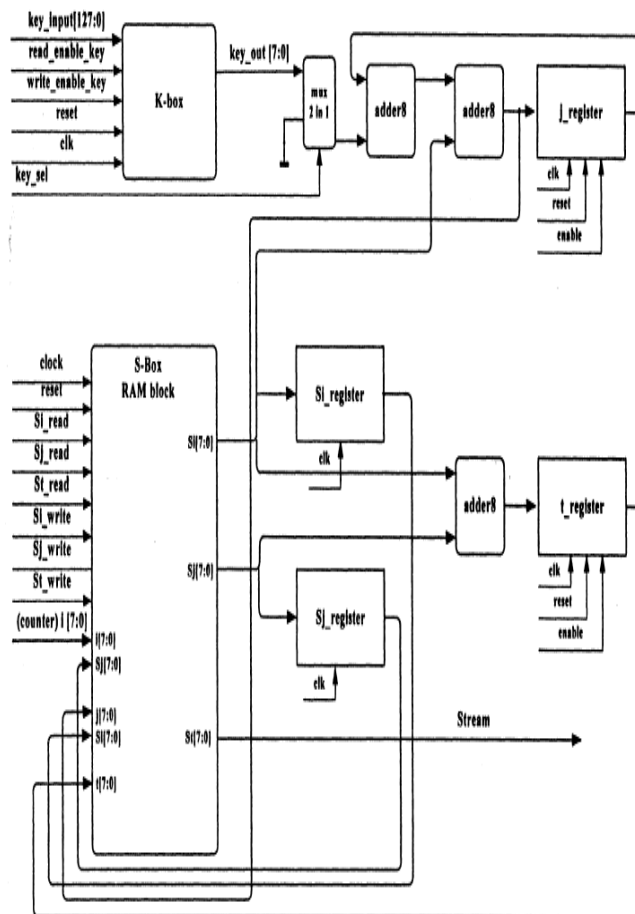 key_input[127:0]
read_enable_key
write_enable_key
reset
clk
key_sel
K-box
key_out [7:0]
mux
2 in 1
adder8
adder8
j_register
clk
reset
enable
clock
reset
Si_read
Sj_read
St_read
Si_write
Sj_write
St_write
(counter) i [7:0]
S-Box
RAM block
Si[7:0]
Sj[7:0]
St[7:0]
i[7:0]
Sj[7:0]
j[7:0]
Si[7:0]
t[7:0]
Si_register
clk
adder8
t_register
clk
reset
enable
Sj_register
clk
Stream